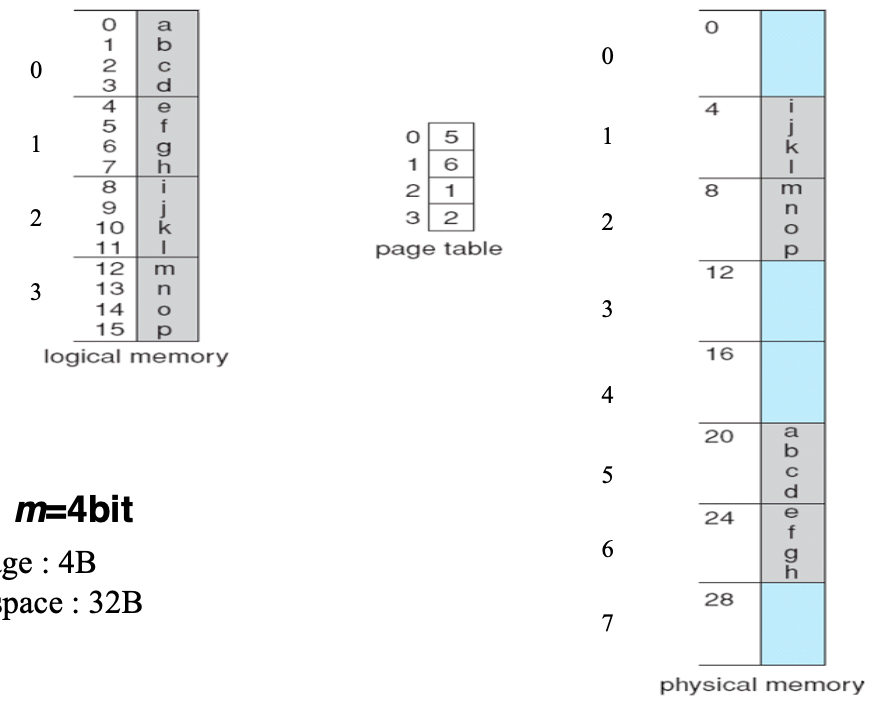 0 a
1 b
2 c
3 d
4 e
5 f
6 g
7 h
8 i
9 j
10 k
11 l
12 m
13 n
14 o
15 p
0
1
2
3
logical memory
0 5
1 6
2 1
3 2
page table
0
1
2
3
4
5
6
7
0
4 i
j
k
l
8 m
n
o
p
12
16
20 a
b
c
d
24 e
f
g
h
28
physical memory
m=4bit
ge : 4B
space : 32B